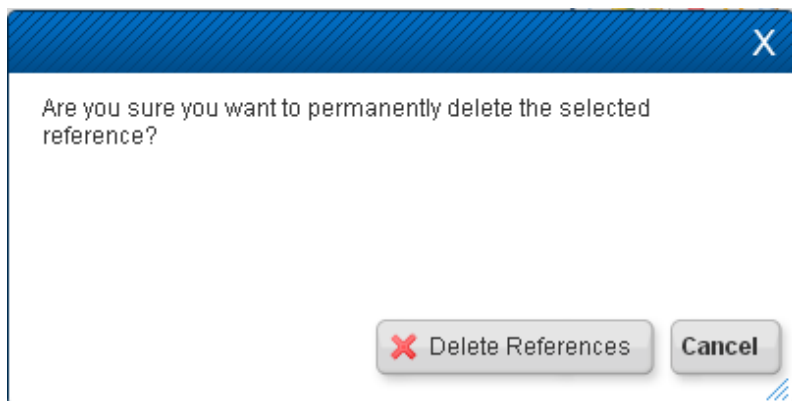 X
Are you sure you want to permanently delete the selected
reference?
Delete References
Cancel